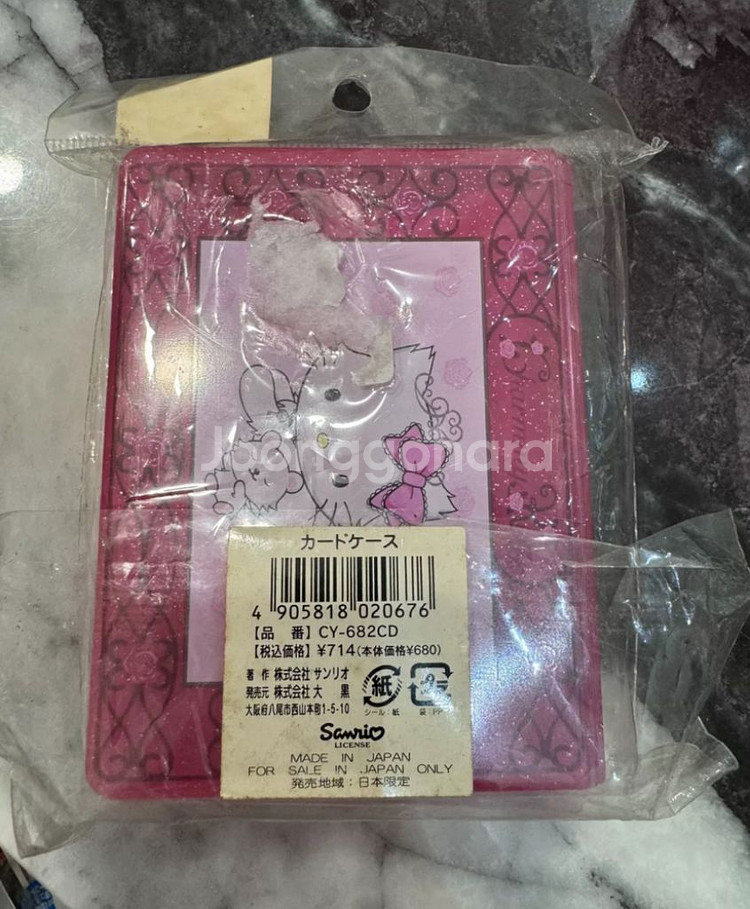 Joonggonara
Charmmy
カードケース
4 905818 020676
【品 番】CY-682CD
【税込価格】¥714(本体価格¥680)
著 作 株式会社 サンリオ
発売元 株式会社 大 黒
大阪府八尾市西山本町1-5-10
紙
プラ
シール：紙
袋：PP
Sanrio
LICENSE
MADE IN JAPAN
FOR SALE IN JAPAN ONLY
発売地域：日本限定